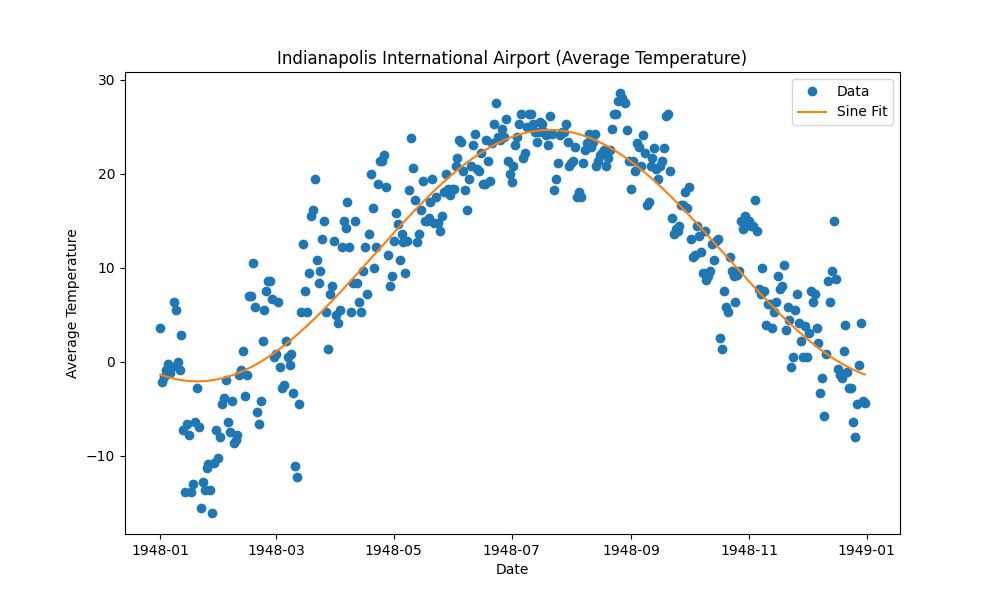 Indianapolis International Airport (Average Temperature)
Data
Sine Fit
Average Temperature
30
20
10
0
−10
1948-01
1948-03
1948-05
1948-07
1948-09
1948-11
1949-01
Date